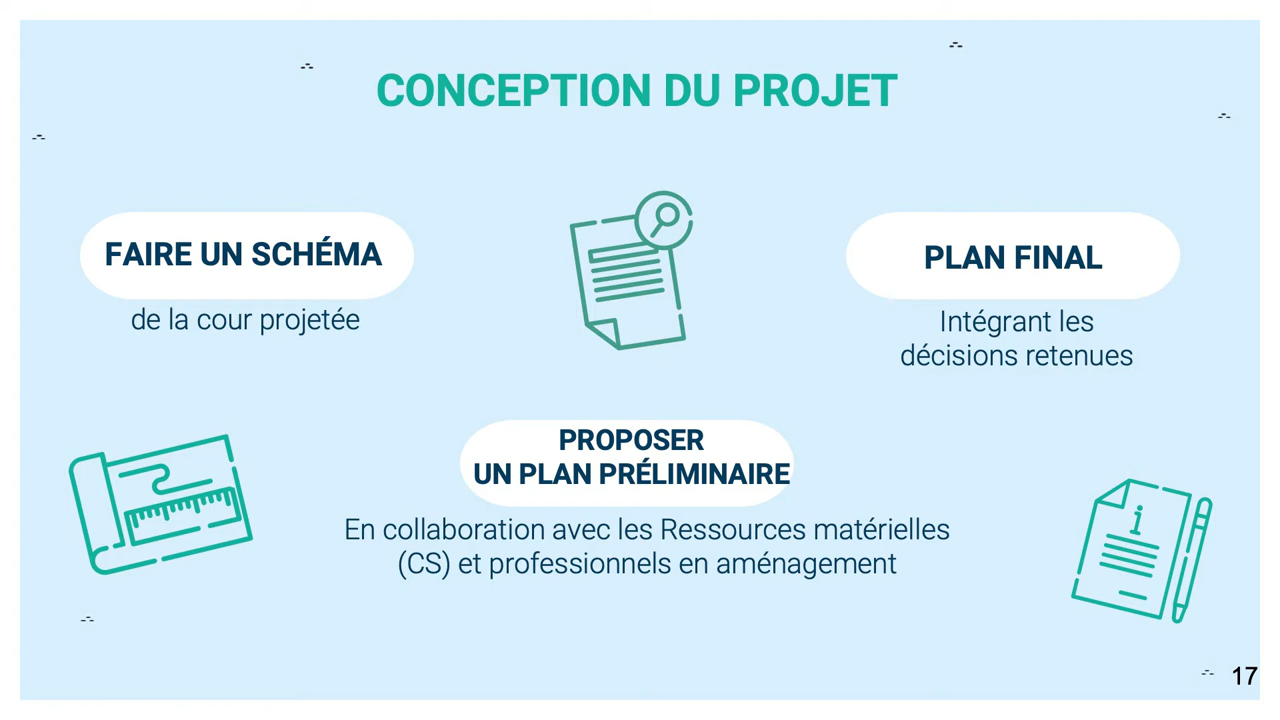 CONCEPTION DU PROJET
FAIRE UN SCHÉMA
de la cour projetée
PROPOSER
UN PLAN PRÉLIMINAIRE
En collaboration avec les Ressources matérielles
(CS) et professionnels en aménagement
PLAN FINAL
Intégrant les
décisions retenues
17